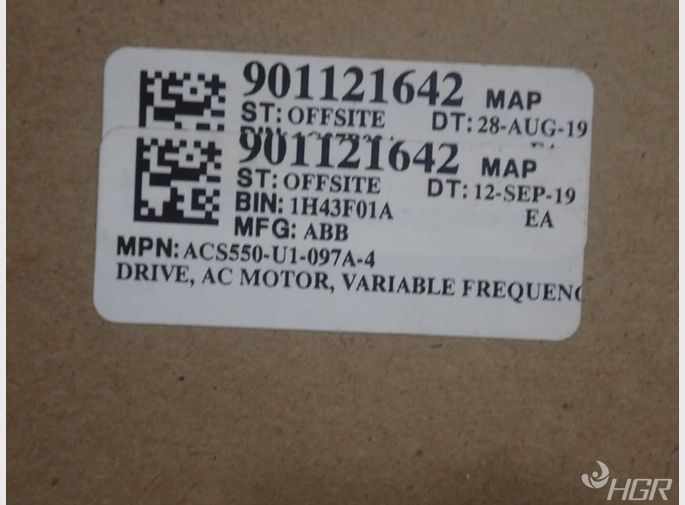 901121642 MAP
ST: OFFSITE DT: 28-AUG-19
EA
901121642 MAP
ST: OFFSITE DT: 12-SEP-19
BIN: 1H43F01A EA
MFG: ABB
MPN: ACS550-U1-097A-4
DRIVE, AC MOTOR, VARIABLE FREQUENC
HGR